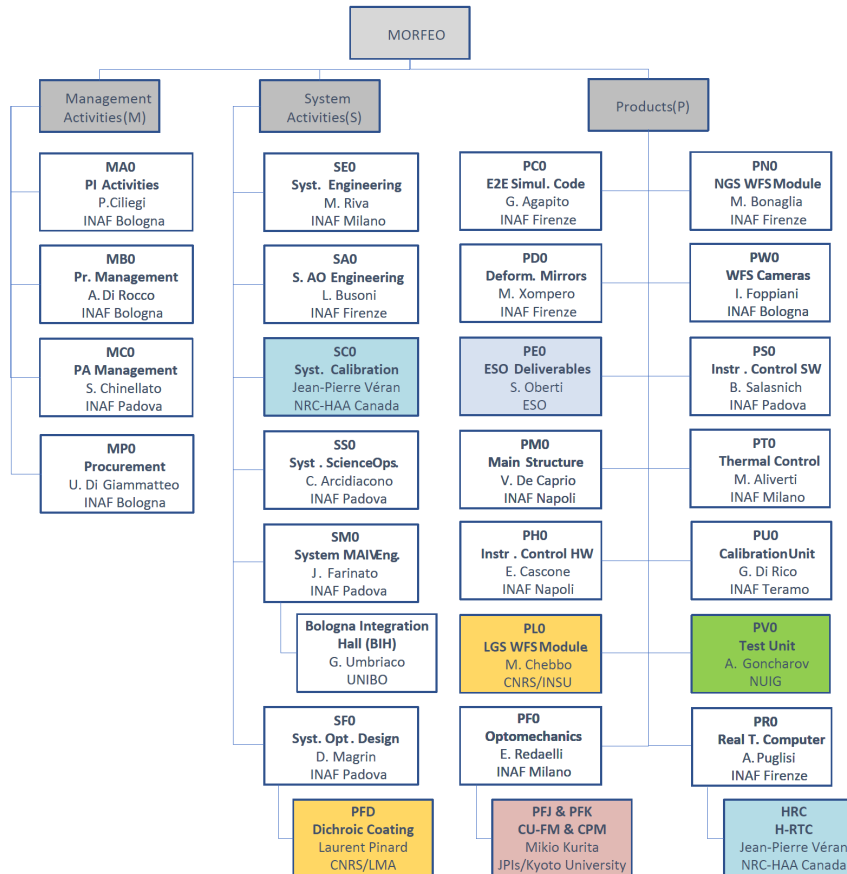 MORFEO
Management
Activities(M)
System
Activities(S)
Products(P)
MA0
PI Activities
P.Ciliegi
INAF Bologna
MB0
Pr. Management
A. Di Rocco
INAF Bologna
MC0
PA Management
S. Chinellato
INAF Padova
MP0
Procurement
U. Di Giammatteo
INAF Bologna
SE0
Syst. Engineering
M. Riva
INAF Milano
SA0
S. AO Engineering
L. Busoni
INAF Firenze
SC0
Syst. Calibration
Jean-Pierre Véran
NRC-HAA Canada
SS0
Syst . ScienceOps.
C. Arcidiacono
INAF Padova
SM0
System MAIVEng.
J. Farinato
INAF Padova
Bologna Integration
Hall (BIH)
G. Umbriaco
UNIBO
SF0
Syst. Opt . Design
D. Magrin
INAF Padova
PFD
Dichroic Coating
Laurent Pinard
CNRS/LMA
PC0
E2E Simul. Code
G. Agapito
INAF Firenze
PD0
Deform. Mirrors
M. Xompero
INAF Firenze
PE0
ESO Deliverables
S. Oberti
ESO
PM0
Main Structure
V. De Caprio
INAF Napoli
PH0
Instr . Control HW
E. Cascone
INAF Napoli
PL0
LGS WFS Module.
M. Chebbo
CNRS/INSU
PF0
Optomechanics
E. Redaelli
INAF Milano
PFJ & PFK
CU-FM & CPM
Mikio Kurita
JPIs/Kyoto University
PN0
NGS WFS Module
M. Bonaglia
INAF Firenze
PW0
WFS Cameras
I. Foppiani
INAF Bologna
PS0
Instr . Control SW
B. Salasnich
INAF Padova
PT0
Thermal Control
M. Aliverti
INAF Milano
PU0
CalibrationUnit
G. Di Rico
INAF Teramo
PV0
Test Unit
A. Goncharov
NUIG
PR0
Real T. Computer
A. Puglisi
INAF Firenze
HRC
H-RTC
Jean-Pierre Véran
NRC-HAA Canada